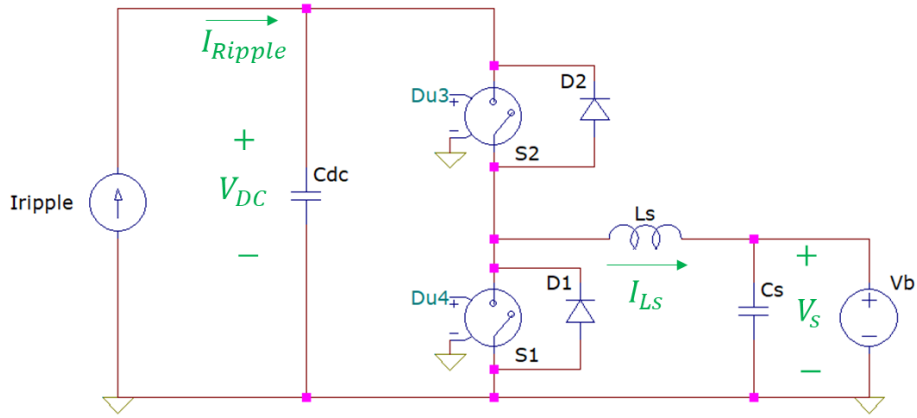 I_Ripple
D2
Du3
+
−
+
−
S2
Cdc
V_DC
Iripple
−
Ls
I_Ls
D1
Du4
+
−
S1
Cs
+
V_s
−
Vb
+
−